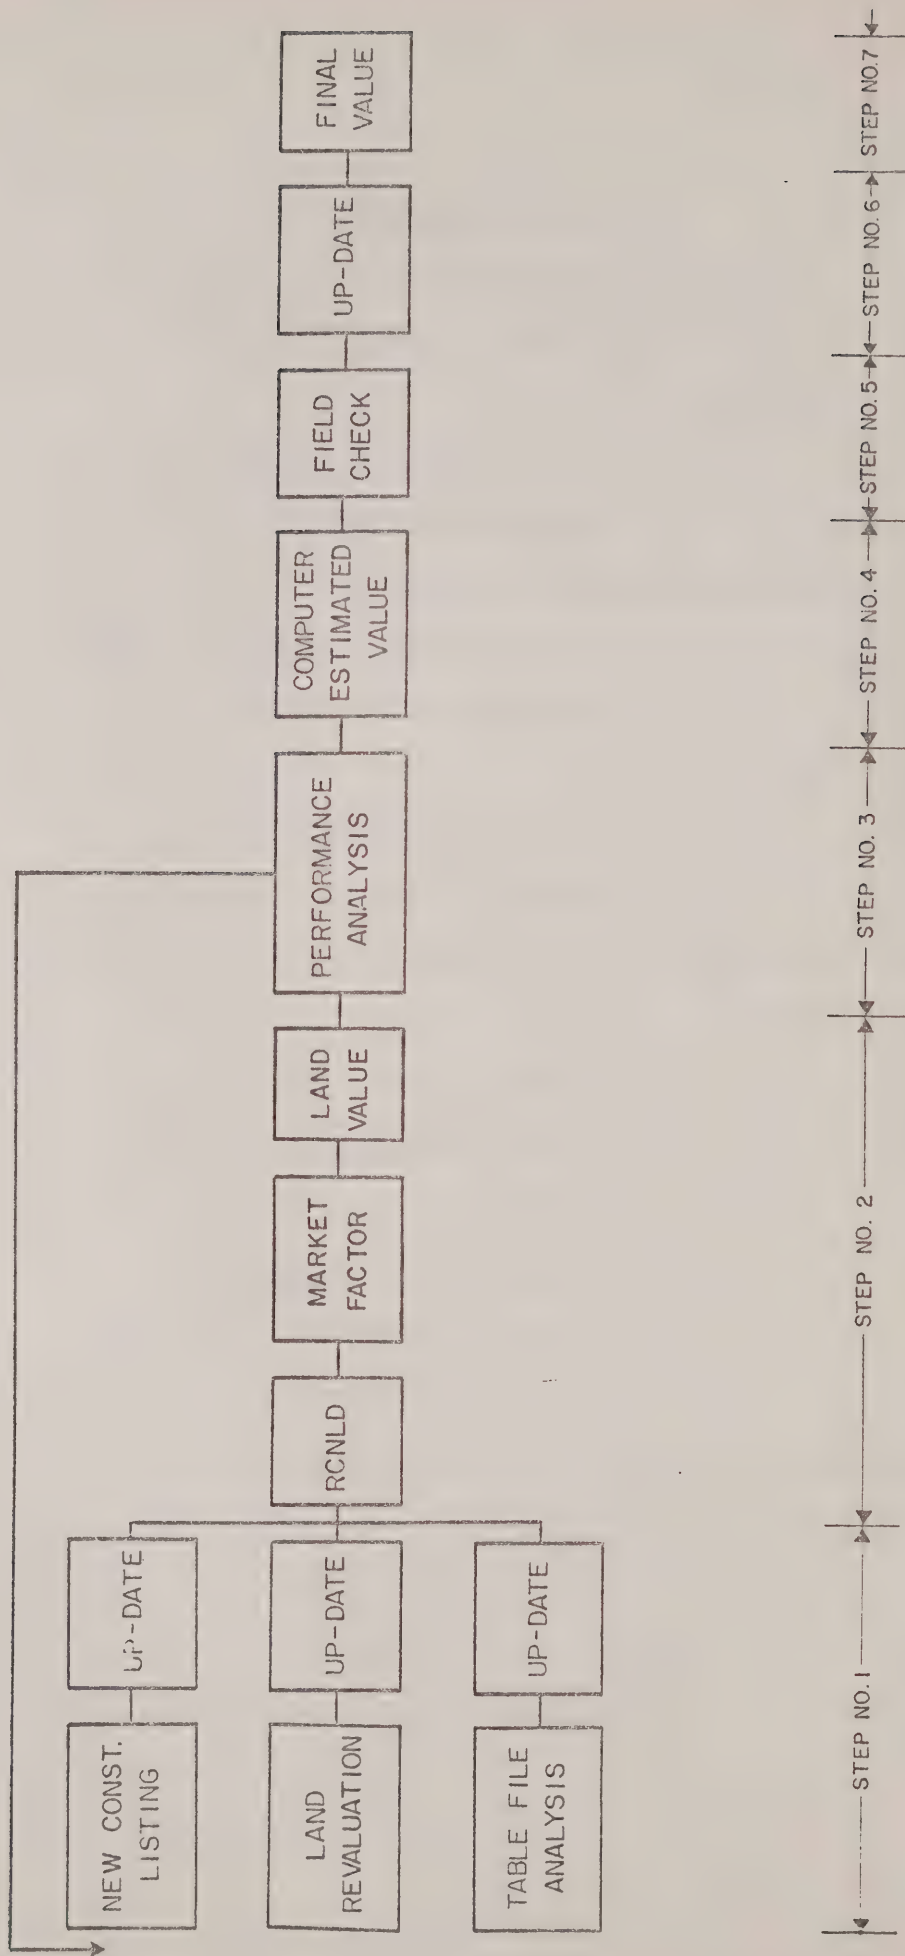 NEW CONST.
LISTING
UP-DATE
LAND
REVALUATION
UP-DATE
TABLE FILE
ANALYSIS
UP-DATE
RCNLD
MARKET
FACTOR
LAND
VALUE
PERFORMANCE
ANALYSIS
COMPUTER
ESTIMATED
VALUE
FIELD
CHECK
UP-DATE
FINAL
VALUE
STEP NO.1
STEP NO. 2
STEP NO. 3
STEP NO. 4
STEP NO. 5
STEP NO. 6
STEP NO.7